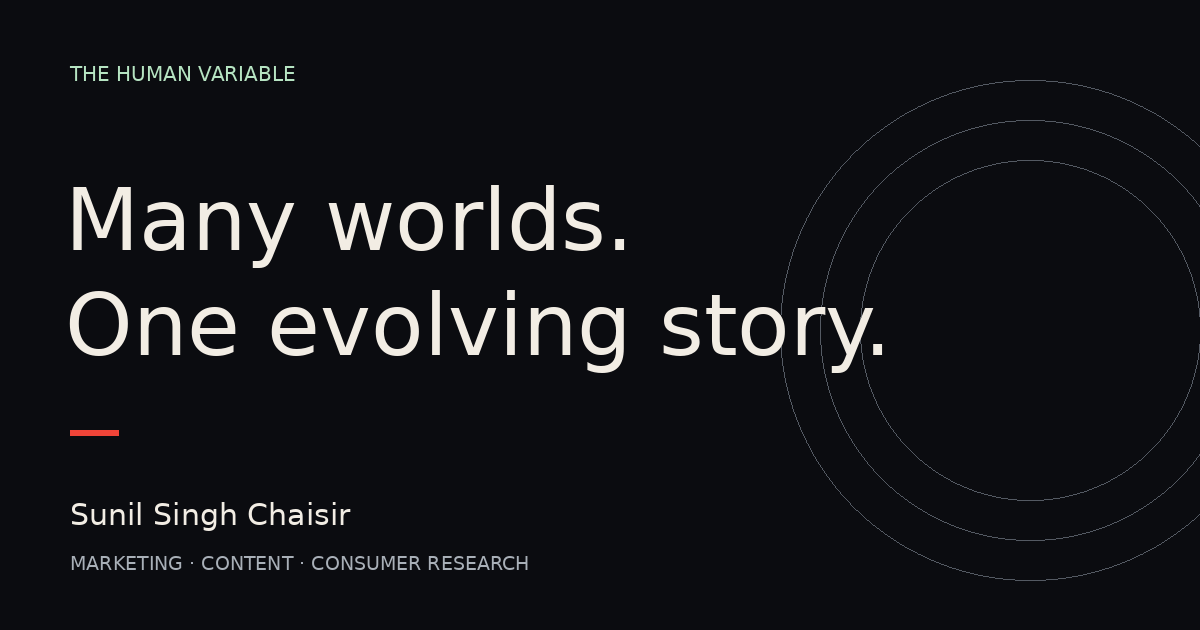 THE HUMAN VARIABLE
Many worlds.
One evolving story.
Sunil Singh Chaisir
MARKETING · CONTENT · CONSUMER RESEARCH